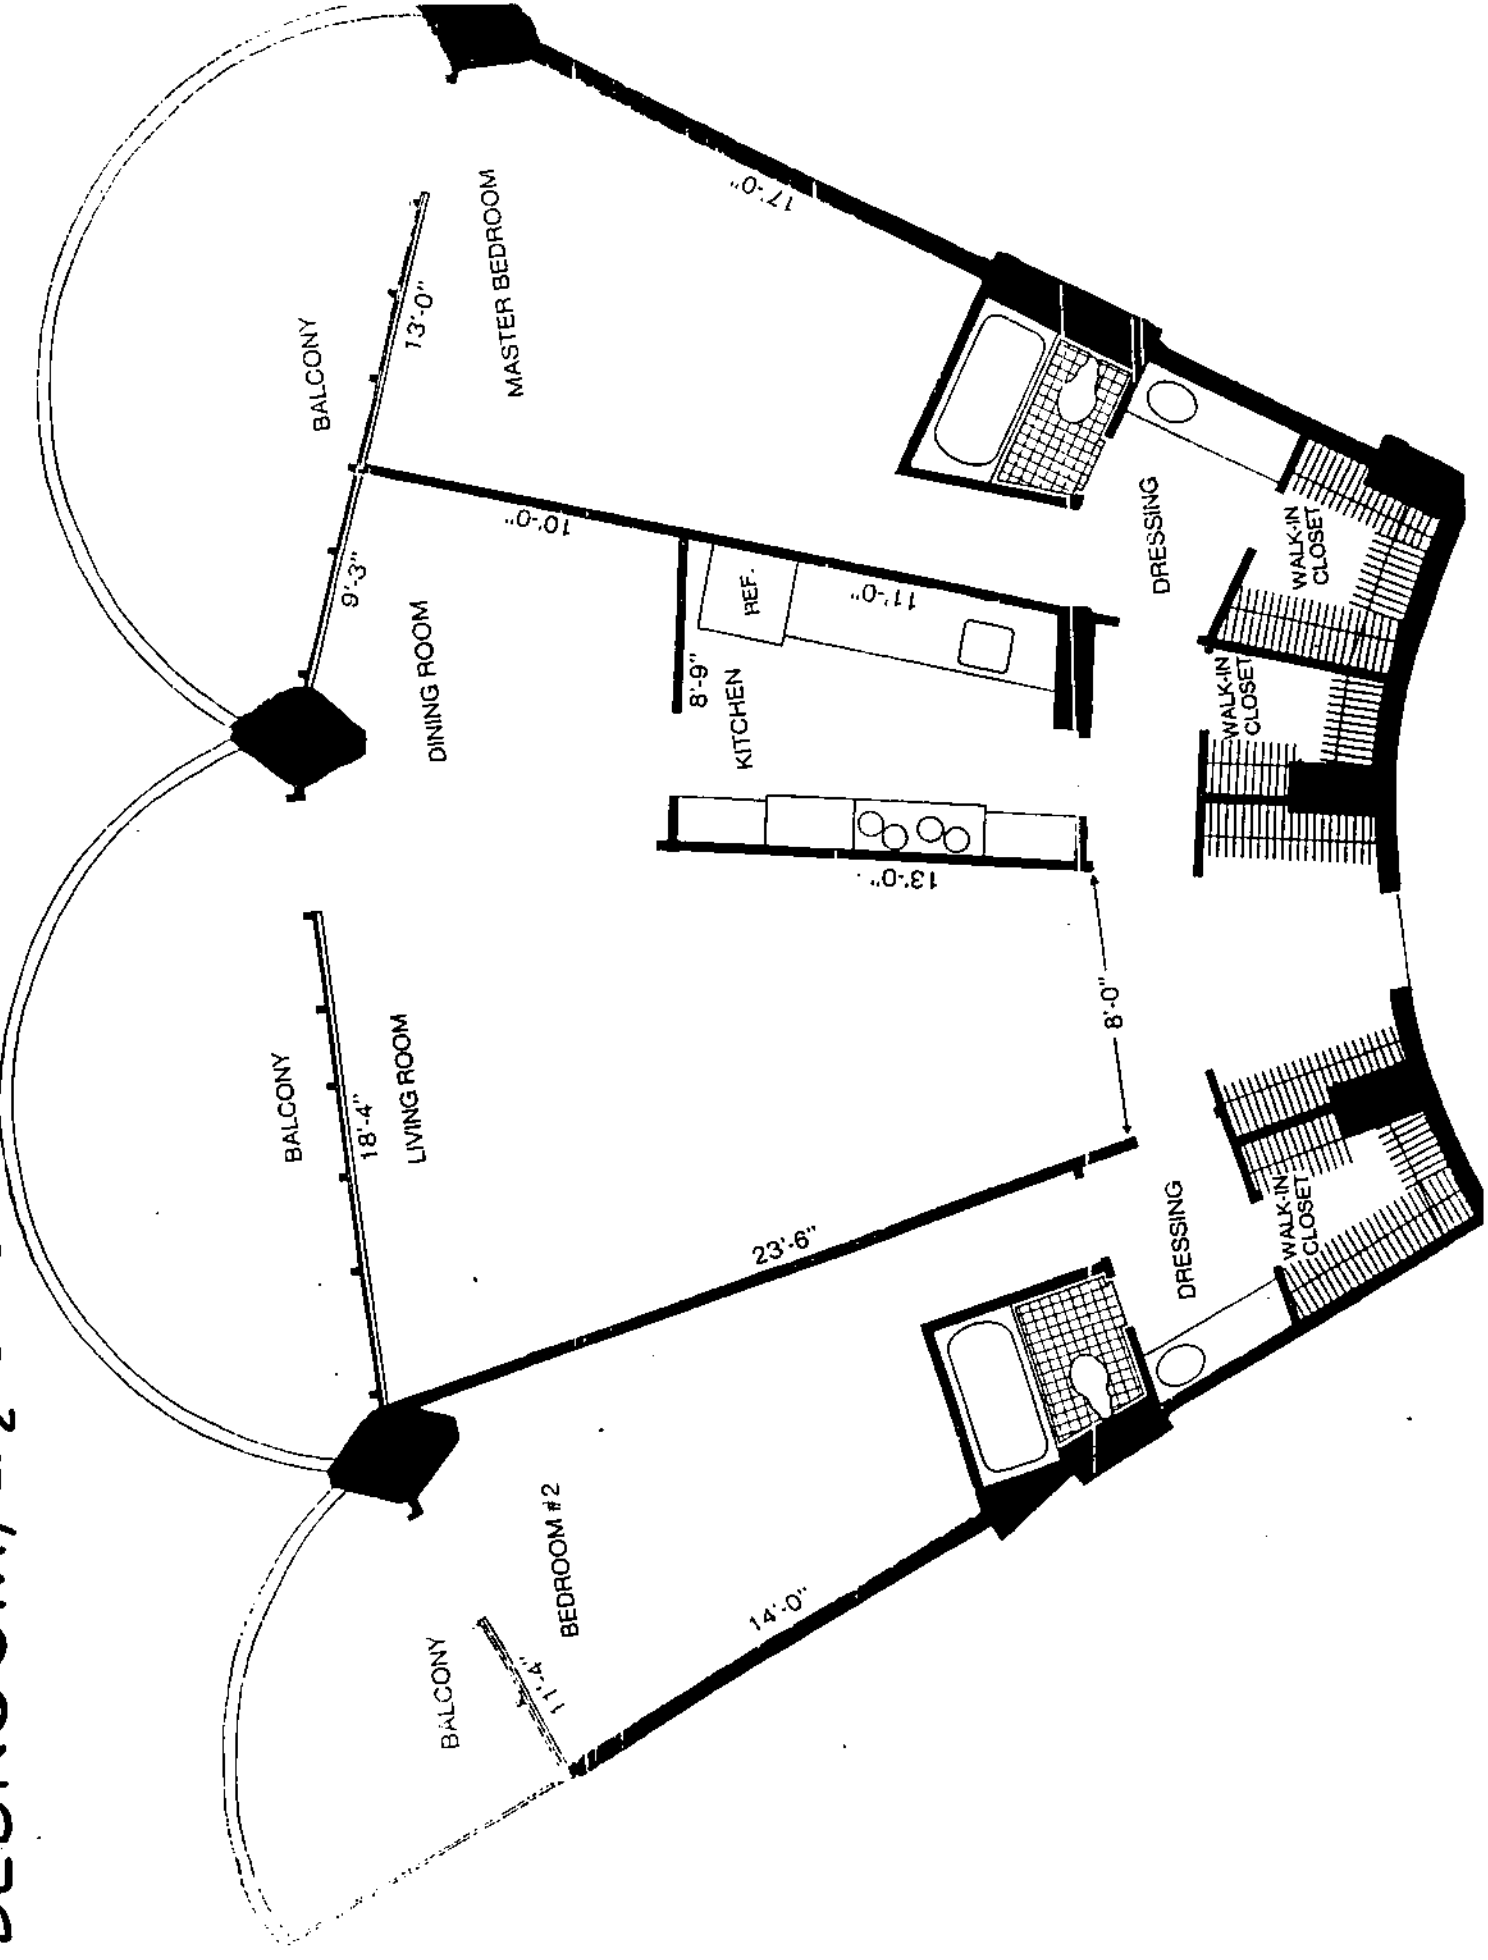 BALCONY
13'-0"
MASTER BEDROOM
17'-0"
9'-3"
DINING ROOM
10'-0"
8'-9"
KITCHEN
REF.
11'-0"
DRESSING
WALK-IN
CLOSET
WALK-IN
CLOSET
BALCONY
18'-4"
LIVING ROOM
13'-0"
8'-0"
23'-6"
DRESSING
WALK-IN
CLOSET
BALCONY
11'-4"
BEDROOM #2
14'-0"